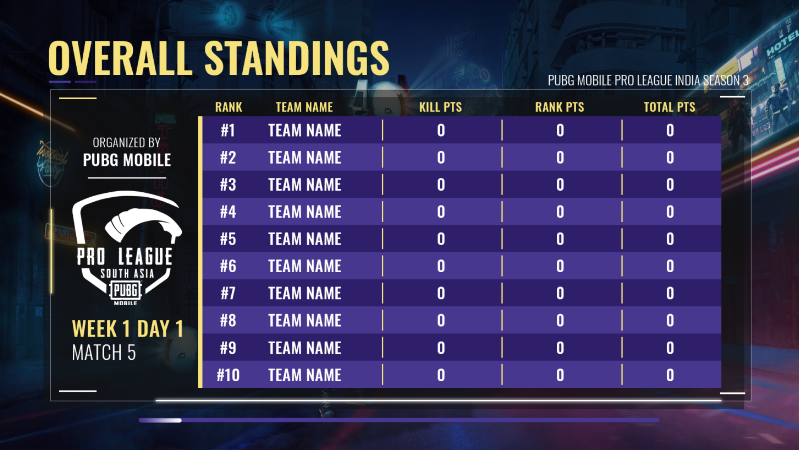 OVERALL STANDINGS
PUBG MOBILE PRO LEAGUE INDIA SEASON 3
ORGANIZED BY
PUBG MOBILE
PRO LEAGUE
SOUTH ASIA
PUBG
MOBILE
WEEK 1 DAY 1
MATCH 5
RANK TEAM NAME KILL PTS RANK PTS TOTAL PTS
#1 TEAM NAME 0 0 0
#2 TEAM NAME 0 0 0
#3 TEAM NAME 0 0 0
#4 TEAM NAME 0 0 0
#5 TEAM NAME 0 0 0
#6 TEAM NAME 0 0 0
#7 TEAM NAME 0 0 0
#8 TEAM NAME 0 0 0
#9 TEAM NAME 0 0 0
#10 TEAM NAME 0 0 0
HOTEL